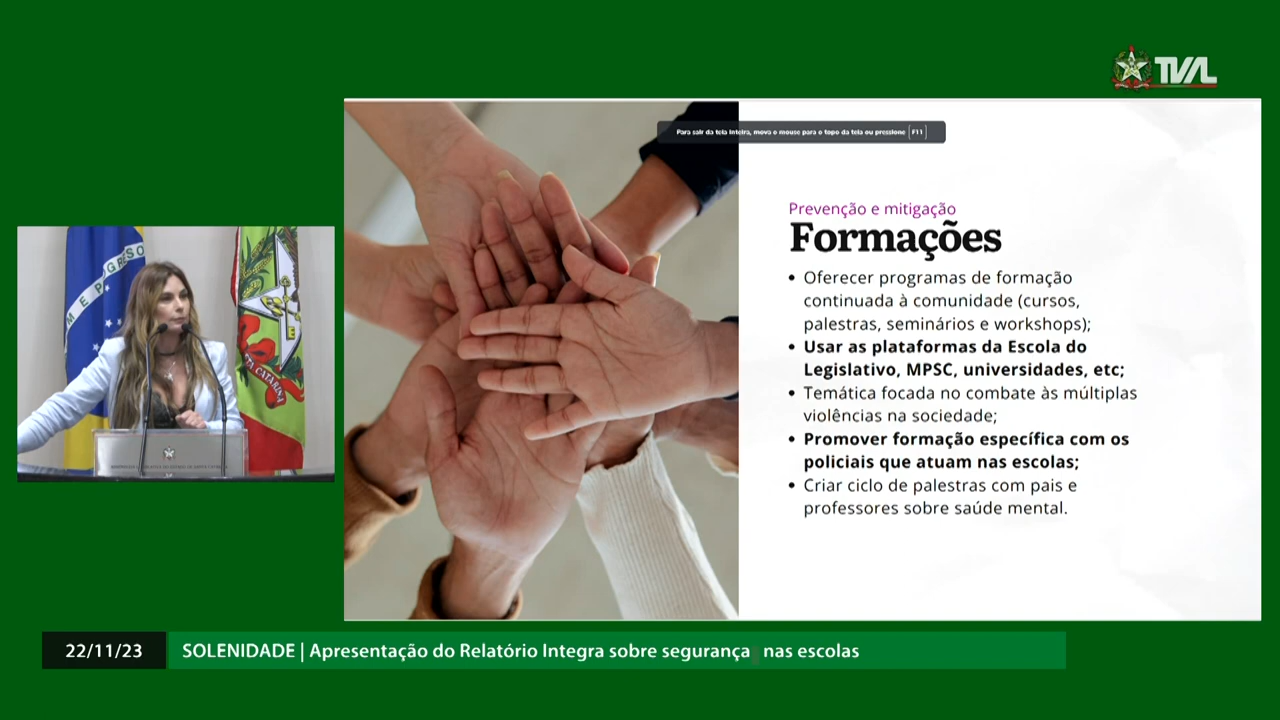 TVAL
Para sair da tela inteira, mova o mouse para o topo da tela ou pressione F11
Prevenção e mitigação
Formações
• Oferecer programas de formação
continuada à comunidade (cursos,
palestras, seminários e workshops);
• Usar as plataformas da Escola do
Legislativo, MPSC, universidades, etc;
• Temática focada no combate às múltiplas
violências na sociedade;
• Promover formação específica com os
policiais que atuam nas escolas;
• Criar ciclo de palestras com pais e
professores sobre saúde mental.
22/11/23
SOLENIDADE | Apresentação do Relatório Integra sobre segurança nas escolas